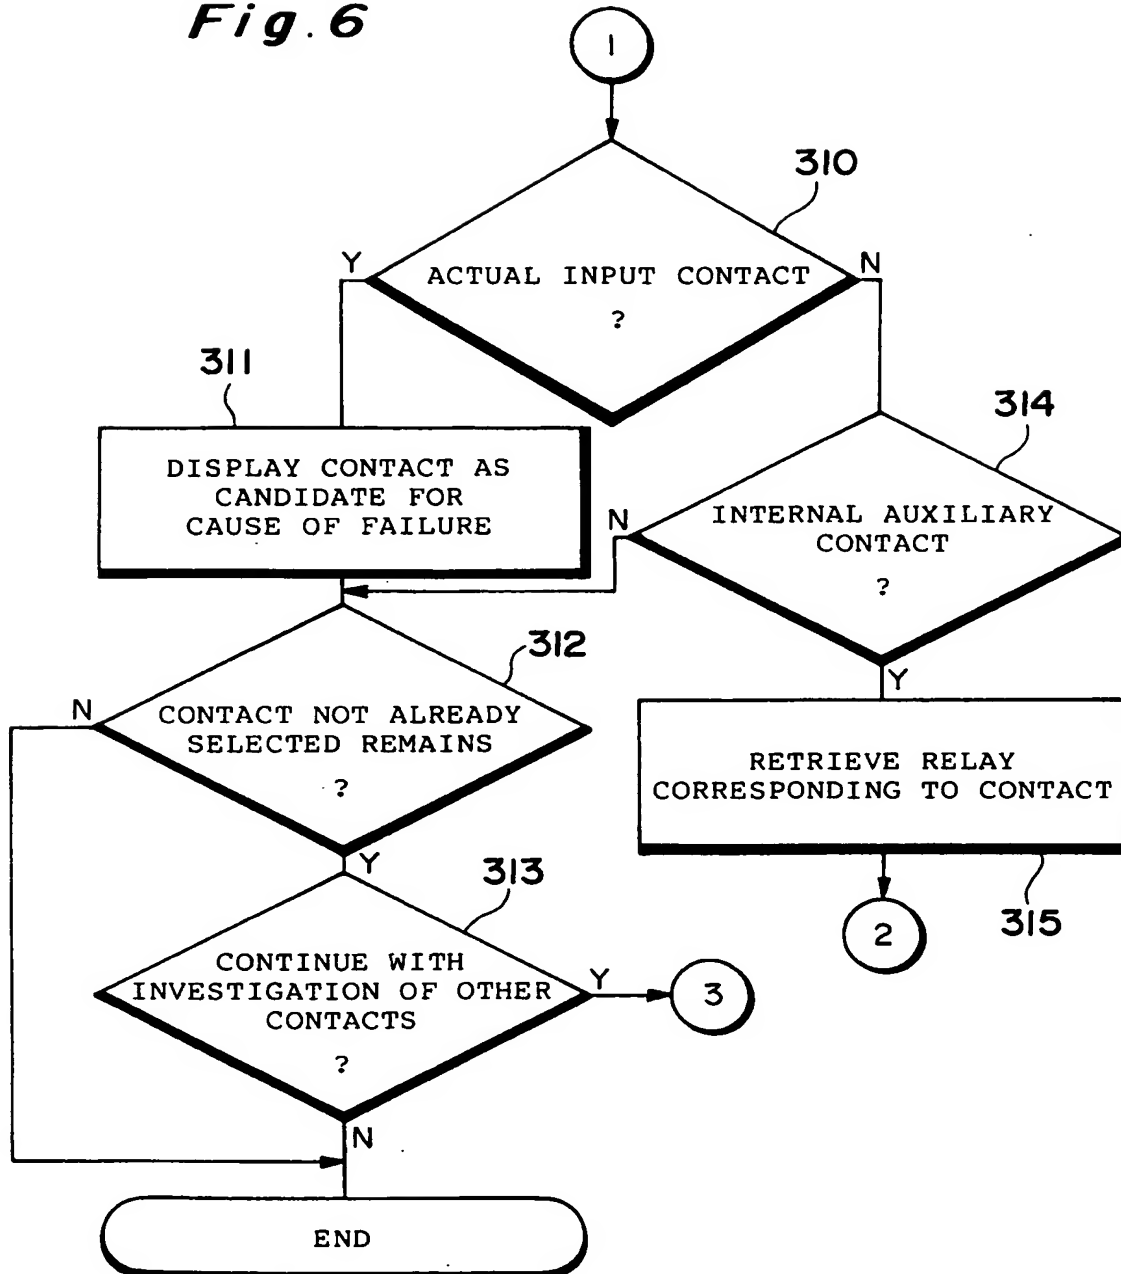 Fig. 6
1
310
Y
ACTUAL INPUT CONTACT
?
N
311
DISPLAY CONTACT AS
CANDIDATE FOR
CAUSE OF FAILURE
314
N
INTERNAL AUXILIARY
CONTACT
?
Y
312
N
CONTACT NOT ALREADY
SELECTED REMAINS
?
Y
RETRIEVE RELAY
CORRESPONDING TO CONTACT
315
2
313
CONTINUE WITH
INVESTIGATION OF OTHER
CONTACTS
?
Y
3
N
END